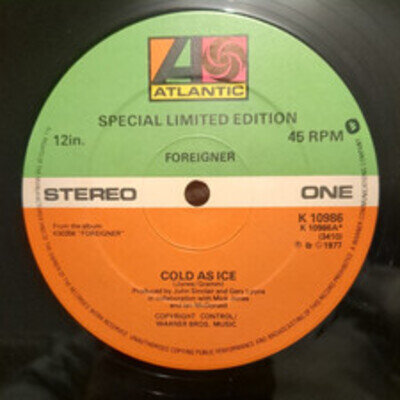 ATLANTIC
SPECIAL LIMITED EDITION
12in.
45 RPM
FOREIGNER
STEREO
ONE
K 10986
K 10986A
(3410)
℗ & © 1977
From the album
"FOREIGNER"
COLD AS ICE
(Jones/Gramm)
Produced by John Sinclair and Gary Lyons
in collaboration with Mick Jones
and Ian McDonald
COPYRIGHT CONTROL/
WARNER BROS. MUSIC